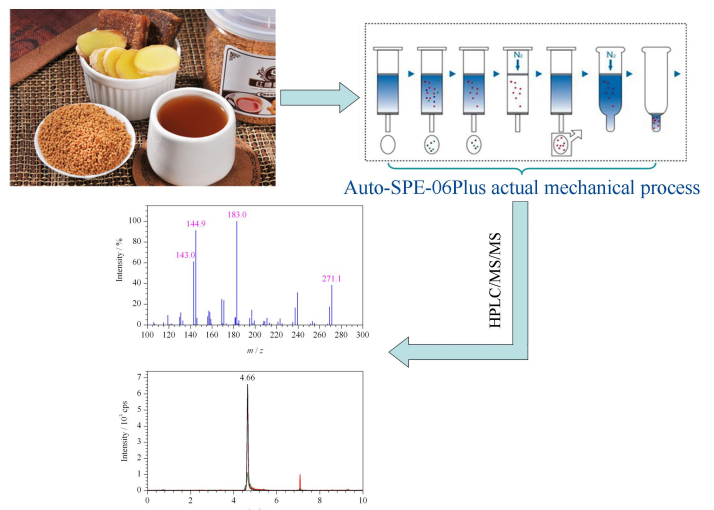 N₂
N₂
Auto-SPE-06Plus actual mechanical process
HPLC/MS/MS
Intensity / %
100
80
60
40
20
0
143.0
144.9
183.0
271.1
100 120 140 160 180 200 220 240 260 280 300
m / z
Intensity / 10³ cps
7
6
5
4
3
2
1
0
4.66
0 2 4 6 8 10